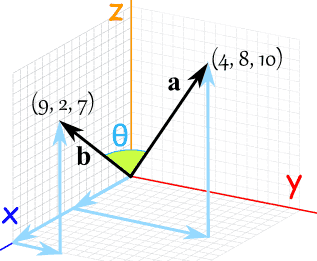 z
(4, 8, 10)
a
(9, 2, 7)
θ
b
y
x